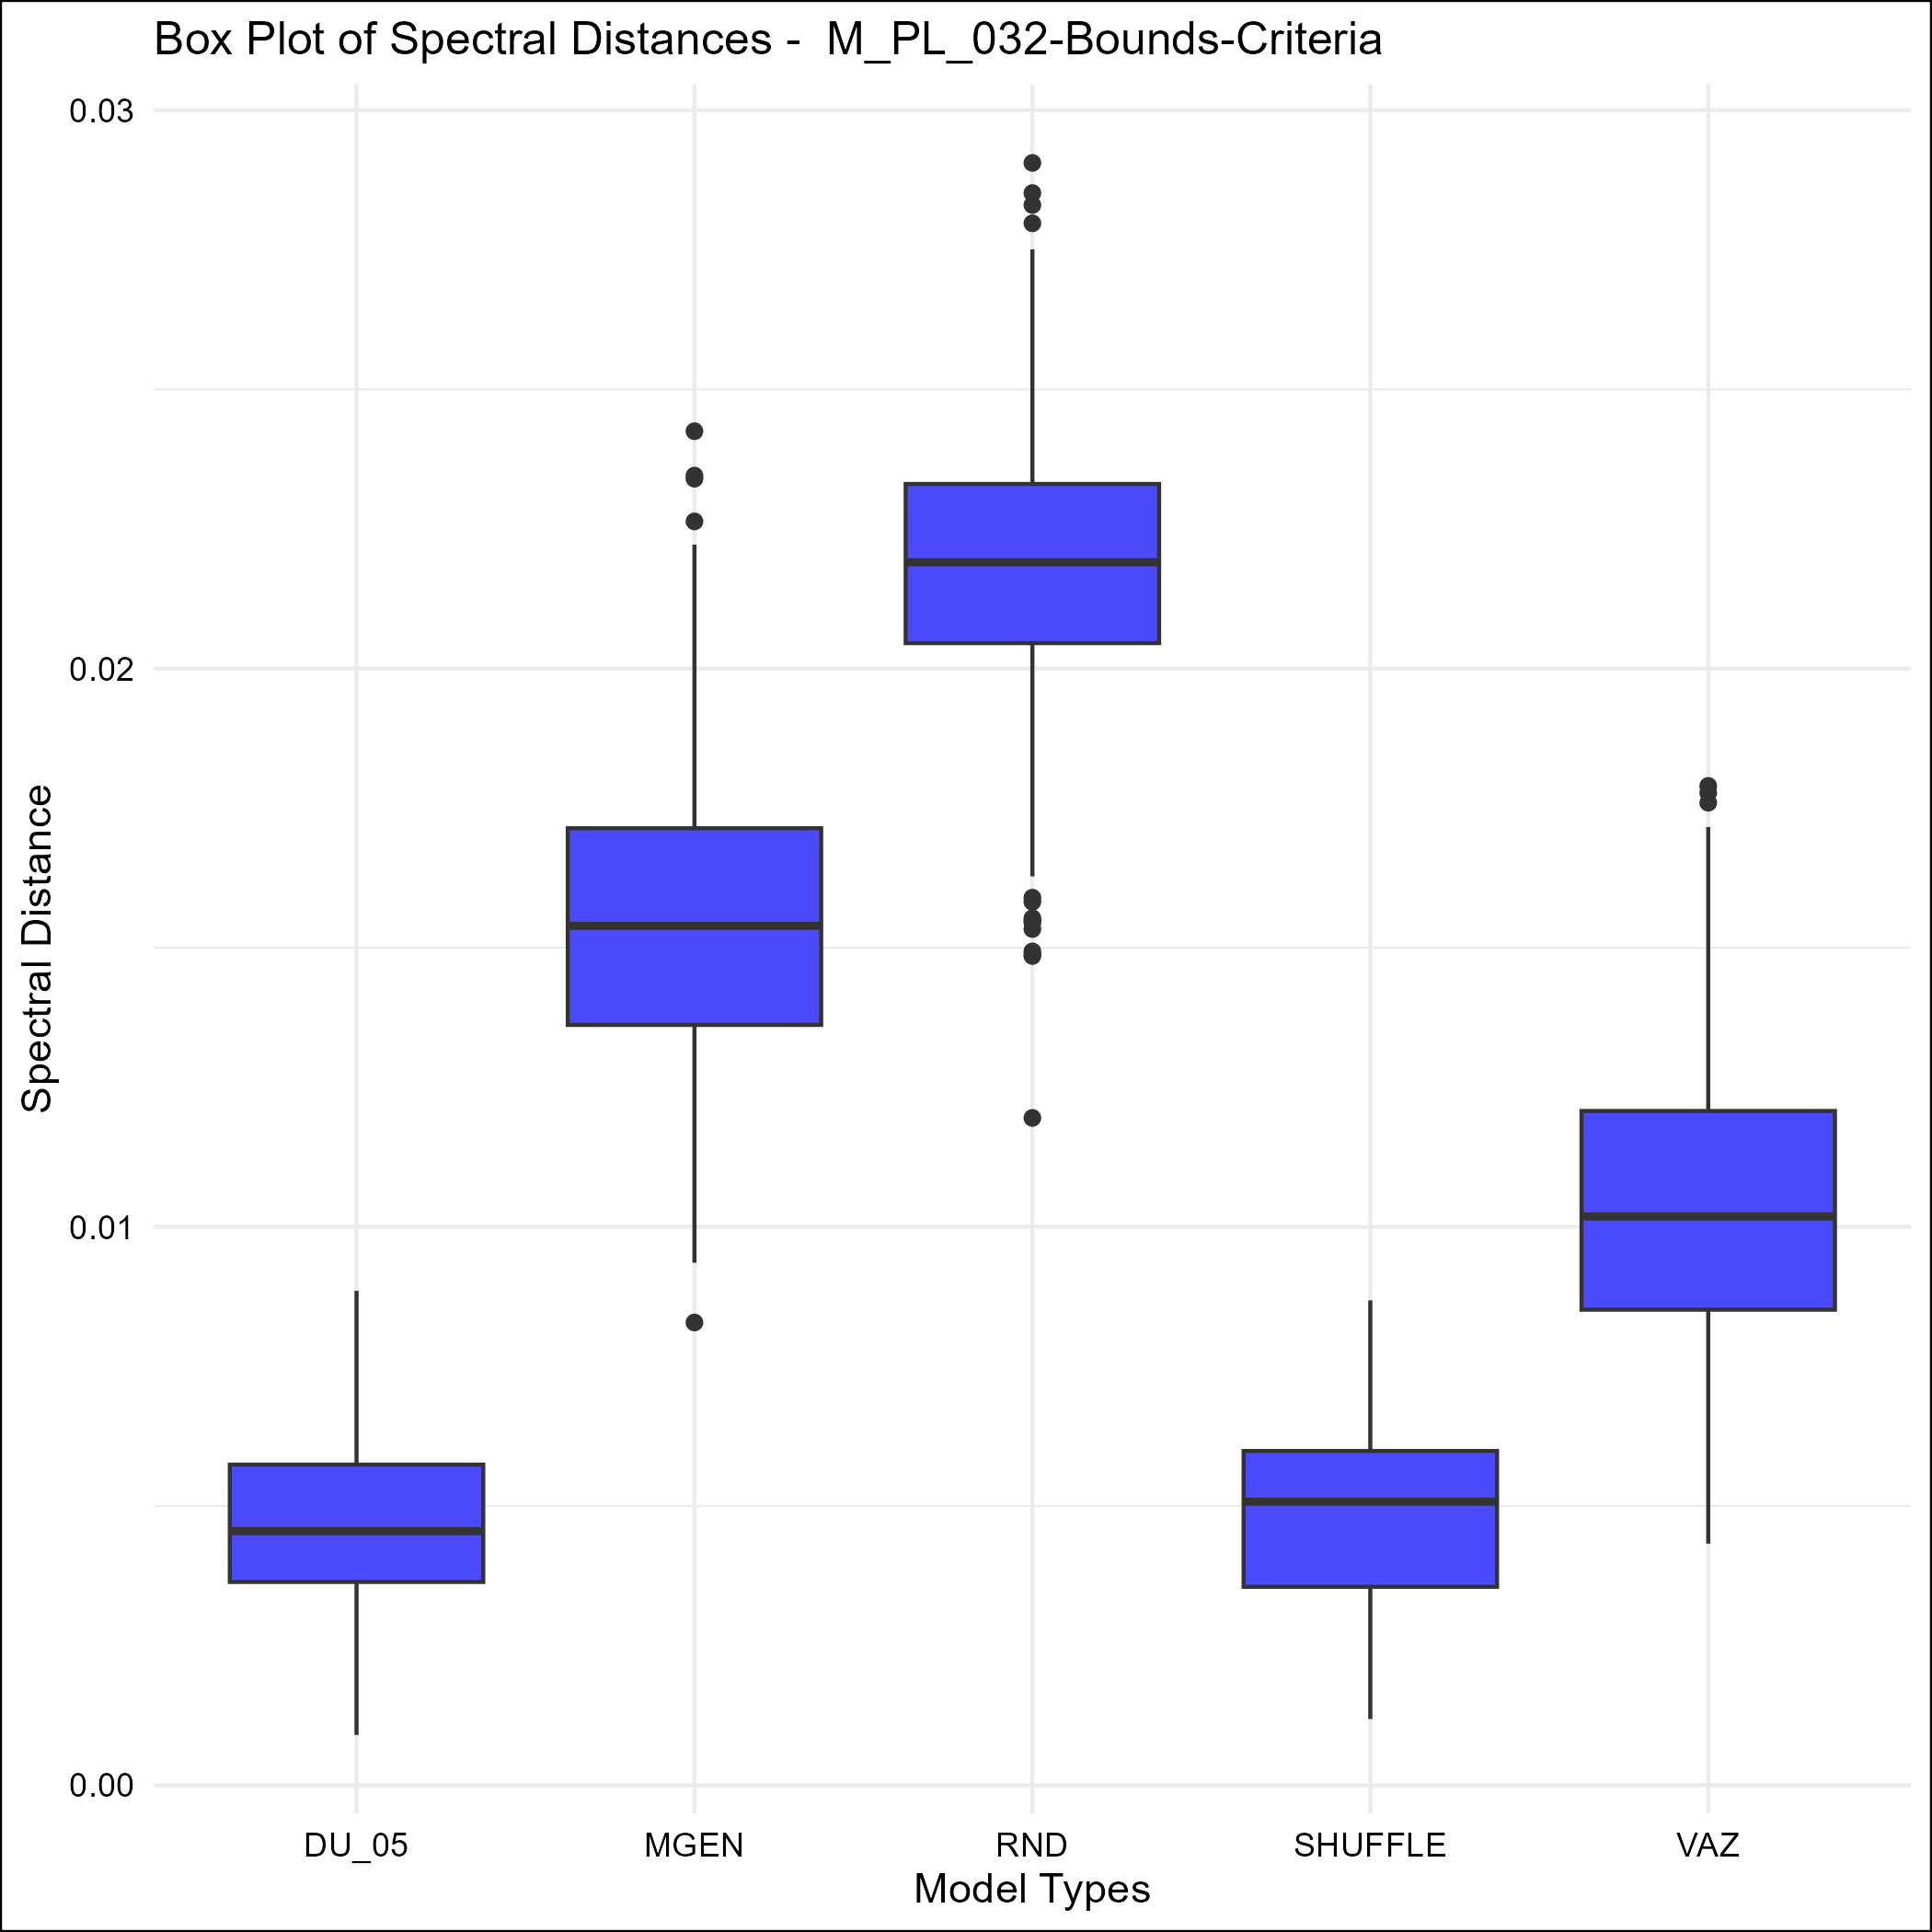 Box Plot of Spectral Distances -  M_PL_032-Bounds-Criteria
0.03
0.02
0.01
0.00
Spectral Distance
DU_05 MGEN RND SHUFFLE VAZ
Model Types